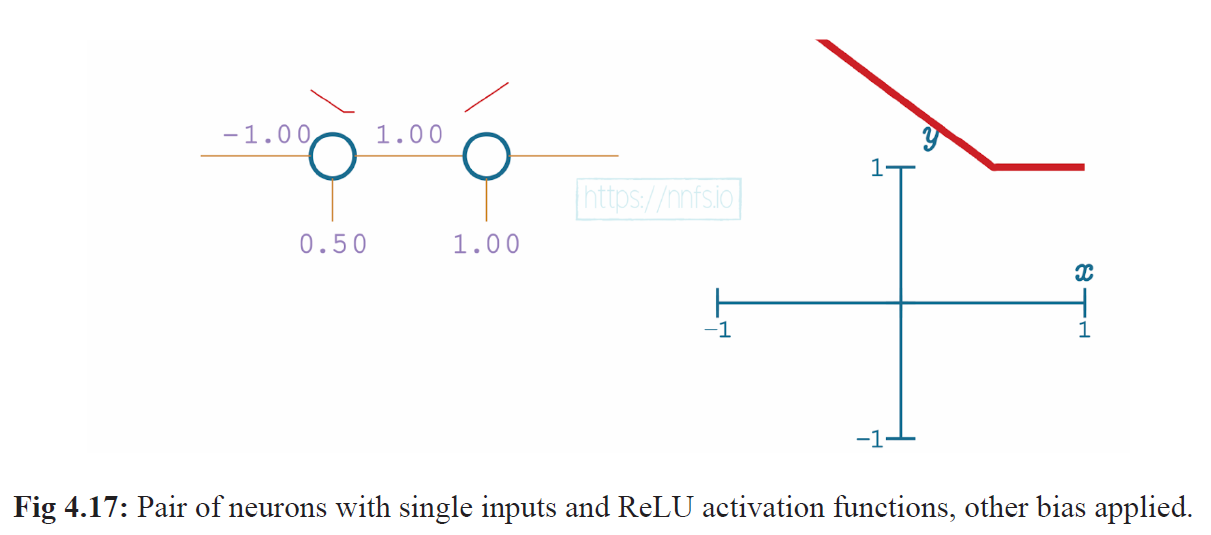 -1.00 1.00
0.50 1.00
https://nnfs.io
y
1
x
-1 1
-1
Fig 4.17: Pair of neurons with single inputs and ReLU activation functions, other bias applied.